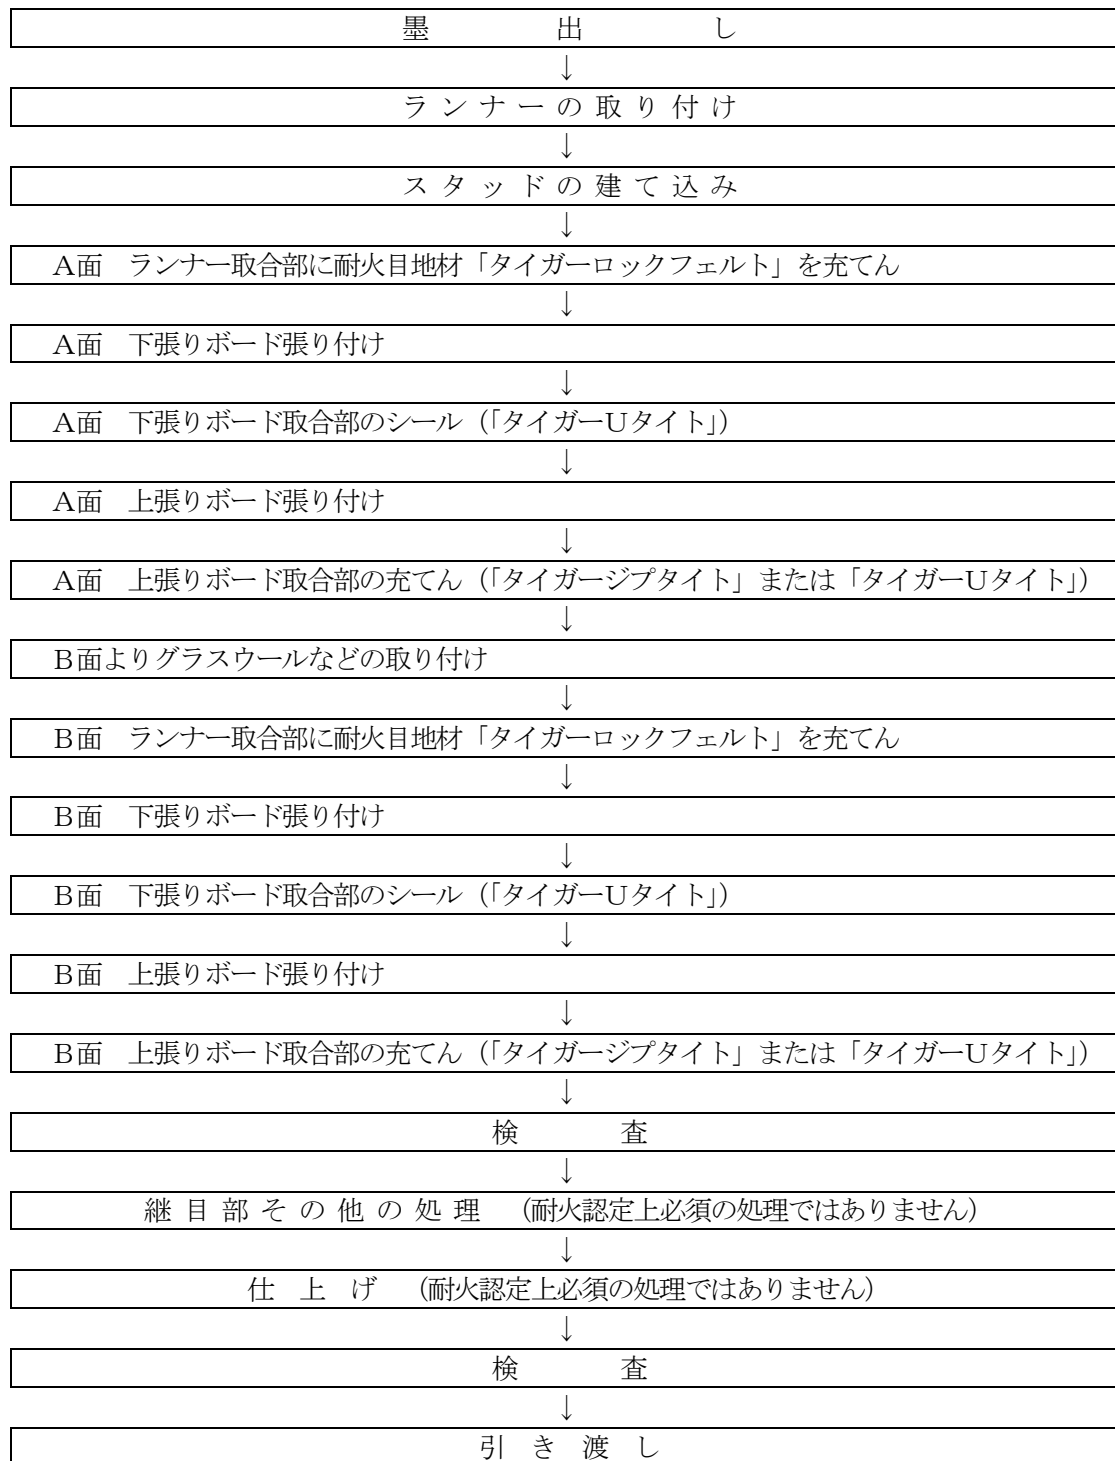 墨出し
↓
ランナーの取り付け
↓
スタッドの建て込み
↓
A面　ランナー取合部に耐火目地材「タイガーロックフェルト」を充てん
↓
A面　下張りボード張り付け
↓
A面　下張りボード取合部のシール（「タイガーUタイト」）
↓
A面　上張りボード張り付け
↓
A面　上張りボード取合部の充てん（「タイガージプタイト」または「タイガーUタイト」）
↓
B面よりグラスウールなどの取り付け
↓
B面　ランナー取合部に耐火目地材「タイガーロックフェルト」を充てん
↓
B面　下張りボード張り付け
↓
B面　下張りボード取合部のシール（「タイガーUタイト」）
↓
B面　上張りボード張り付け
↓
B面　上張りボード取合部の充てん（「タイガージプタイト」または「タイガーUタイト」）
↓
検査
↓
継目部その他の処理　（耐火認定上必須の処理ではありません）
↓
仕上げ　（耐火認定上必須の処理ではありません）
↓
検査
↓
引き渡し